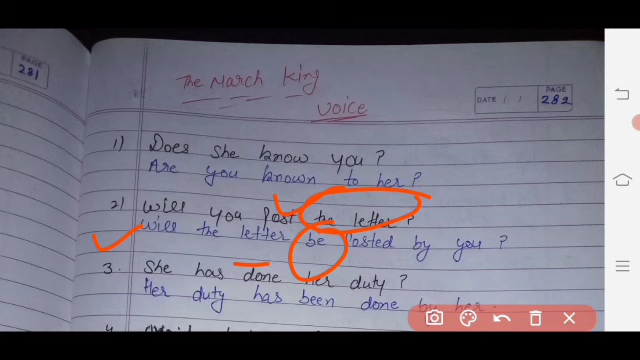 PAGE
281
The March King
Voice
DATE / /
PAGE
282
1) Does She know you?
Are you known to her?
2) Will you Post the letter?
Will the letter be Posted by you?
3. She has done her duty?
Her duty has been done by her.